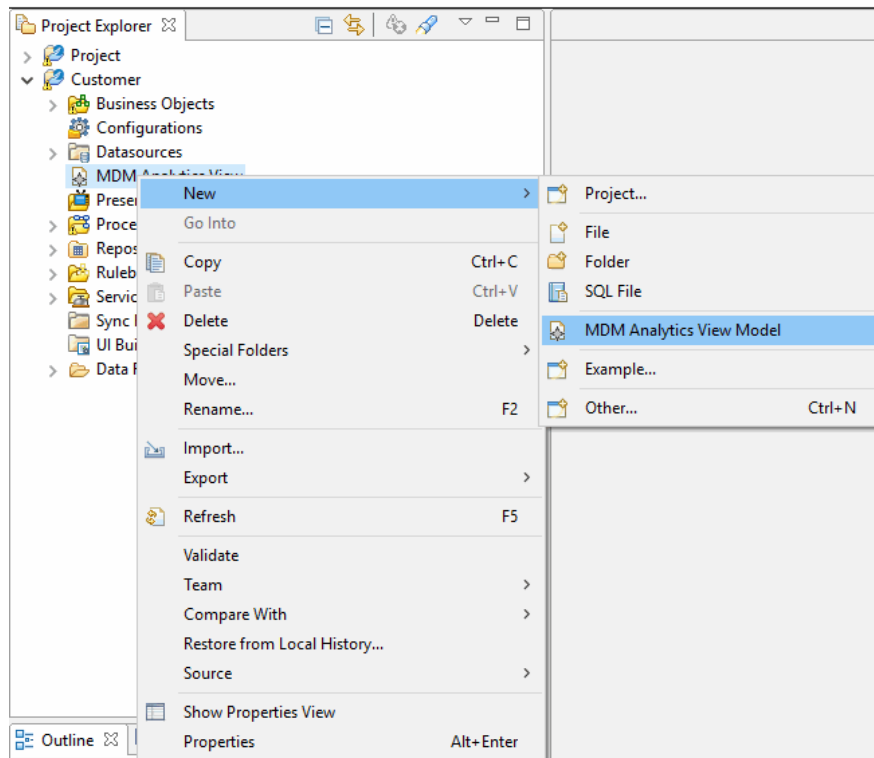 Project Explorer
Project
Customer
Business Objects
Configurations
Datasources
MDM Analytics View
New
Project...
Go Into
File
Copy Ctrl+C
Folder
Paste Ctrl+V
SQL File
Delete Delete
MDM Analytics View Model
Special Folders
Move...
Example...
Rename... F2
Other... Ctrl+N
Import...
Export
Refresh F5
Validate
Team
Compare With
Restore from Local History...
Source
Show Properties View
Properties Alt+Enter
Presen
Proce
Repos
Ruleb
Servic
Sync
UI Bui
Data
Outline